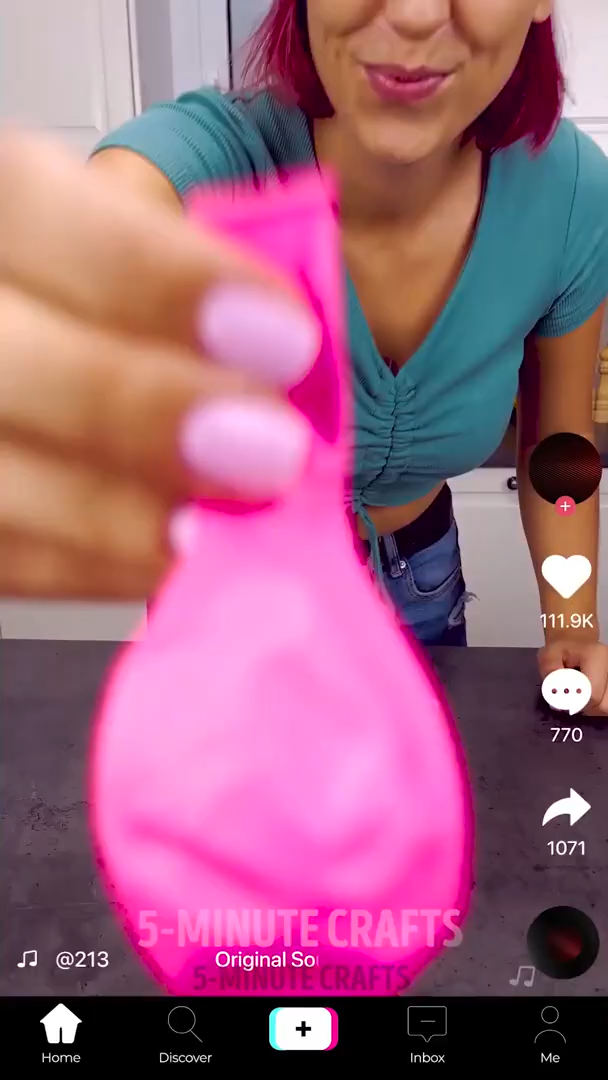 111.9K
770
1071
5-MINUTE CRAFTS
@213
Original So
5-MINUTE CRAFTS
Home
Discover
Inbox
Me